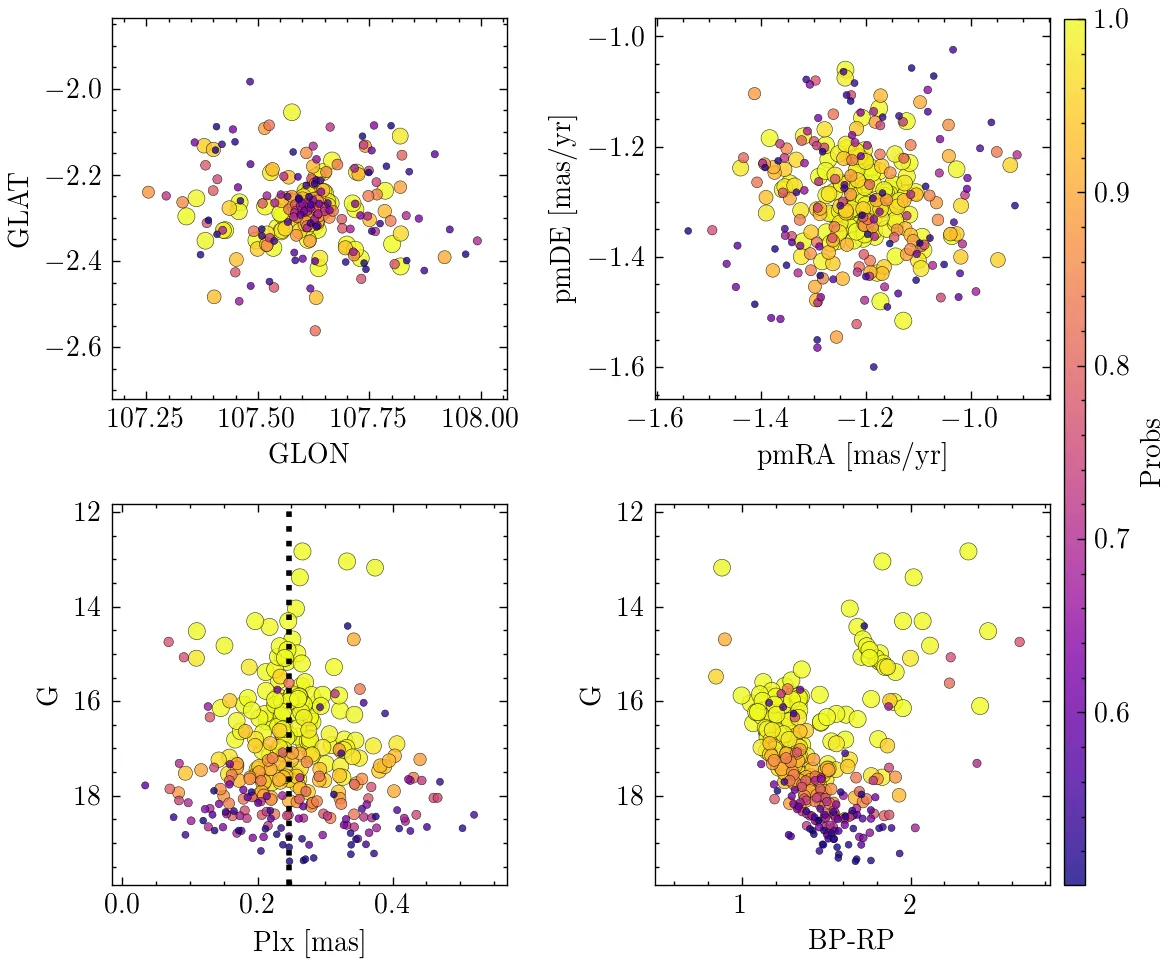 −2.0
−2.2
−2.4
−2.6
GLAT
107.25 107.50 107.75 108.00
GLON
−1.0
−1.2
−1.4
−1.6
pmDE [mas/yr]
−1.6 −1.4 −1.2 −1.0
pmRA [mas/yr]
12
14
16
18
G
0.0 0.2 0.4
Plx [mas]
12
14
16
18
G
1 2
BP-RP
1.0
0.9
0.8
0.7
0.6
Probs